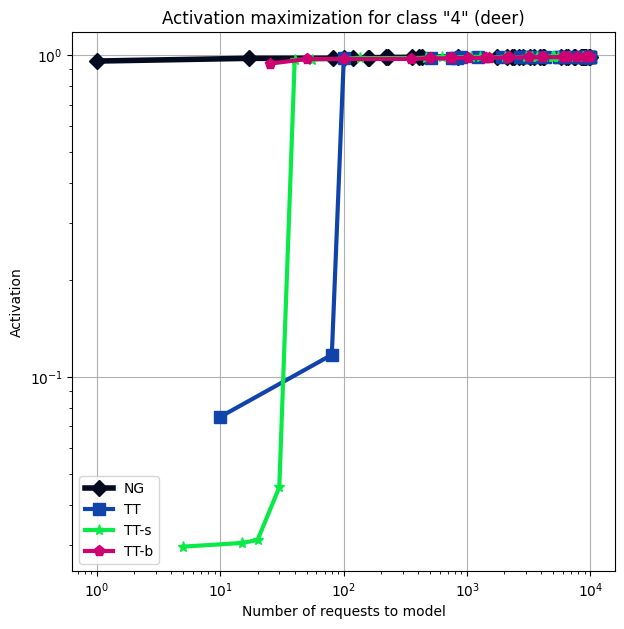 Activation maximization for class "4" (deer)
Activation
10⁰
10⁻¹
NG
TT
TT-s
TT-b
10⁰ 10¹ 10² 10³ 10⁴
Number of requests to model